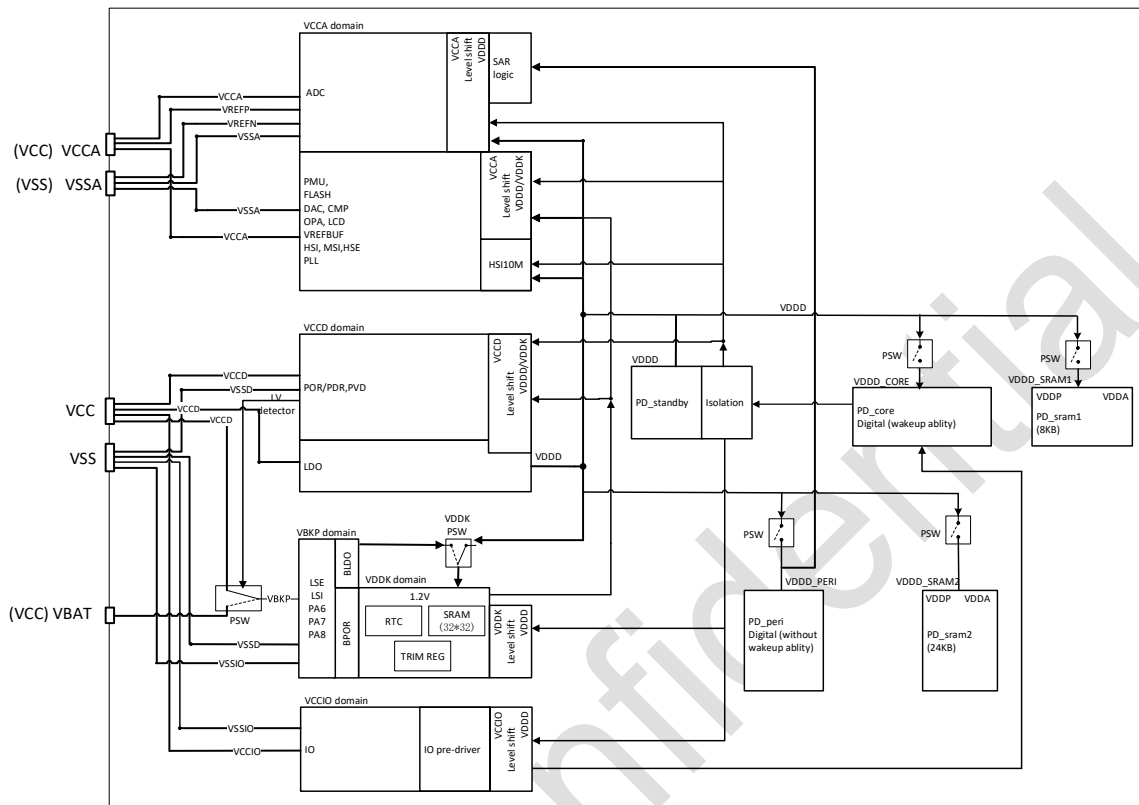 VCCA domain
VCCA
Level shift
VDDD
SAR
logic
ADC
VCCA
VREFP
VREFN
VSSA
(VCC) VCCA
(VSS) VSSA
PMU,
FLASH
DAC, CMP
OPA, LCD
VREFBUF
HSI, MSI,HSE
PLL
VSSA
VCCA
VCCA
Level shift
VDDD/VDDK
HSI10M
VDDD
VCCD domain
VCCD
Level shift
VDDD/VDDK
POR/PDR,PVD
LV
detector
LDO
VDDD
VCCD
VSSD
VCCD
VCCD
VCC
VSS
VDDD
PD_standby
Isolation
PSW
VDDD_CORE
PD_core
Digital (wakeup ablity)
PSW
VDDD_SRAM1
VDDP
VDDA
PD_sram1
(8KB)
VBKP domain
VDDK
PSW
BLDO
VDDK domain
LSE
LSI
PA6
PA7
PA8
BPOR
1.2V
RTC
SRAM
(32*32)
TRIM REG
VDDK
Level shift
VDDD
VBKP
(VCC) VBAT
PSW
VSSD
VSSIO
PSW
VDDD_PERI
PD_peri
Digital (without
wakeup ablity)
PSW
VDDD_SRAM2
VDDP
VDDA
PD_sram2
(24KB)
VCCIO domain
VSSIO
VCCIO
IO
IO pre-driver
VCCIO
Level shift
VDDD
nfidential